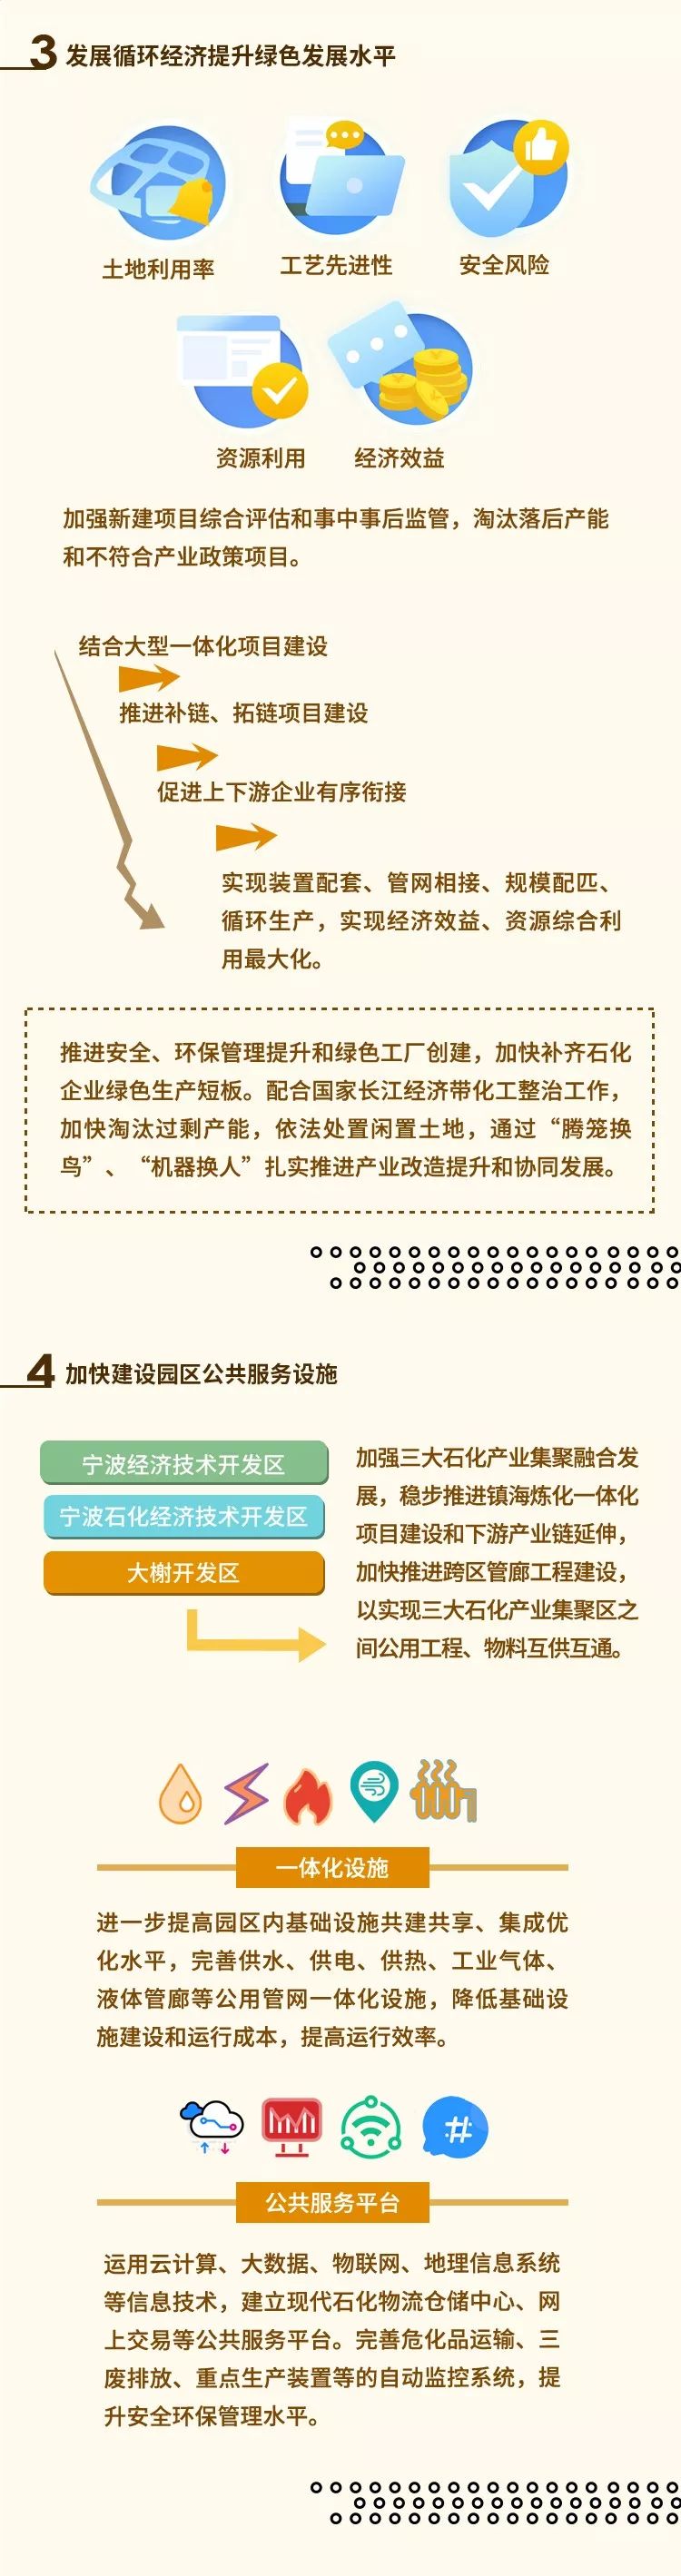 3 发展循环经济提升绿色发展水平
土地利用率
工艺先进性
安全风险
资源利用
经济效益
加强新建项目综合评估和事中事后监管，淘汰落后产能
和不符合产业政策项目。
结合大型一体化项目建设
推进补链、拓链项目建设
促进上下游企业有序衔接
实现装置配套、管网相接、规模配匹、
循环生产，实现经济效益、资源综合利
用最大化。
推进安全、环保管理提升和绿色工厂创建，加快补齐石化
企业绿色生产短板。配合国家长江经济带化工整治工作，
加快淘汰过剩产能，依法处置闲置土地，通过“腾笼换
鸟”、“机器换人”扎实推进产业改造提升和协同发展。
4 加快建设园区公共服务设施
宁波经济技术开发区
宁波石化经济技术开发区
大榭开发区
加强三大石化产业集聚融合发
展，稳步推进镇海炼化一体化
项目建设和下游产业链延伸，
加快推进跨区管廊工程建设，
以实现三大石化产业集聚区之
间公用工程、物料互供互通。
一体化设施
进一步提高园区内基础设施共建共享、集成优
化水平，完善供水、供电、供热、工业气体、
液体管廊等公用管网一体化设施，降低基础设
施建设和运行成本，提高运行效率。
#
公共服务平台
运用云计算、大数据、物联网、地理信息系统
等信息技术，建立现代石化物流仓储中心、网
上交易等公共服务平台。完善危化品运输、三
废排放、重点生产装置等的自动监控系统，提
升安全环保管理水平。